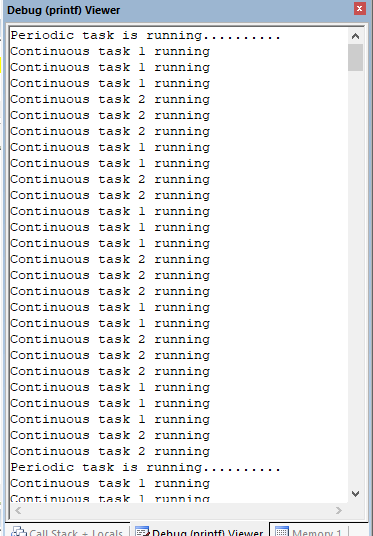 Debug (printf) Viewer
Periodic task is running..........
Continuous task 1 running
Continuous task 1 running
Continuous task 1 running
Continuous task 2 running
Continuous task 2 running
Continuous task 2 running
Continuous task 1 running
Continuous task 1 running
Continuous task 2 running
Continuous task 2 running
Continuous task 1 running
Continuous task 1 running
Continuous task 1 running
Continuous task 2 running
Continuous task 2 running
Continuous task 2 running
Continuous task 1 running
Continuous task 1 running
Continuous task 2 running
Continuous task 2 running
Continuous task 2 running
Continuous task 1 running
Continuous task 1 running
Continuous task 1 running
Continuous task 2 running
Continuous task 2 running
Periodic task is running..........
Continuous task 1 running
Continuous task 1 running
Call Stack + Locals Debug (printf) Viewer Memory 1